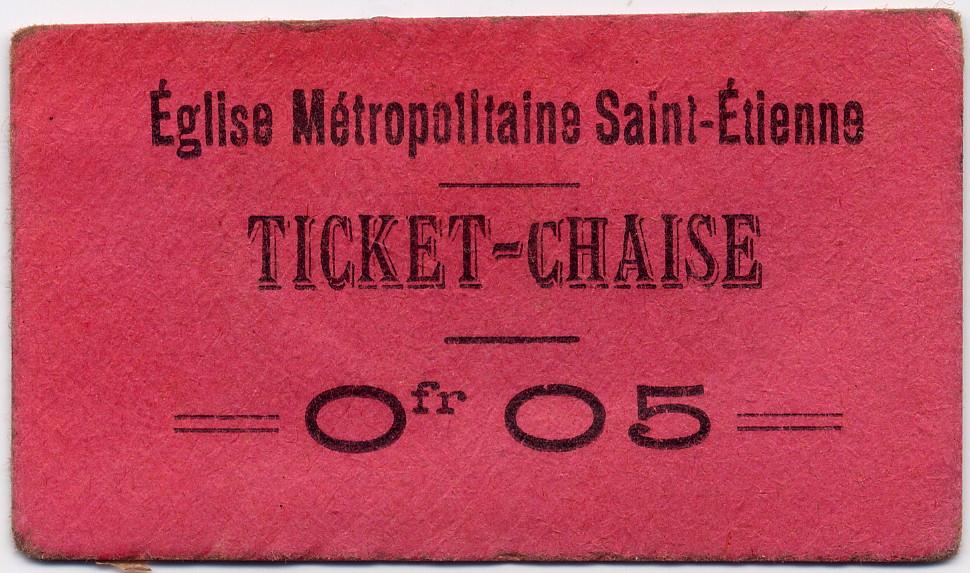 Église Métropolitaine Saint-Étienne
TICKET-CHAISE
0fr 05